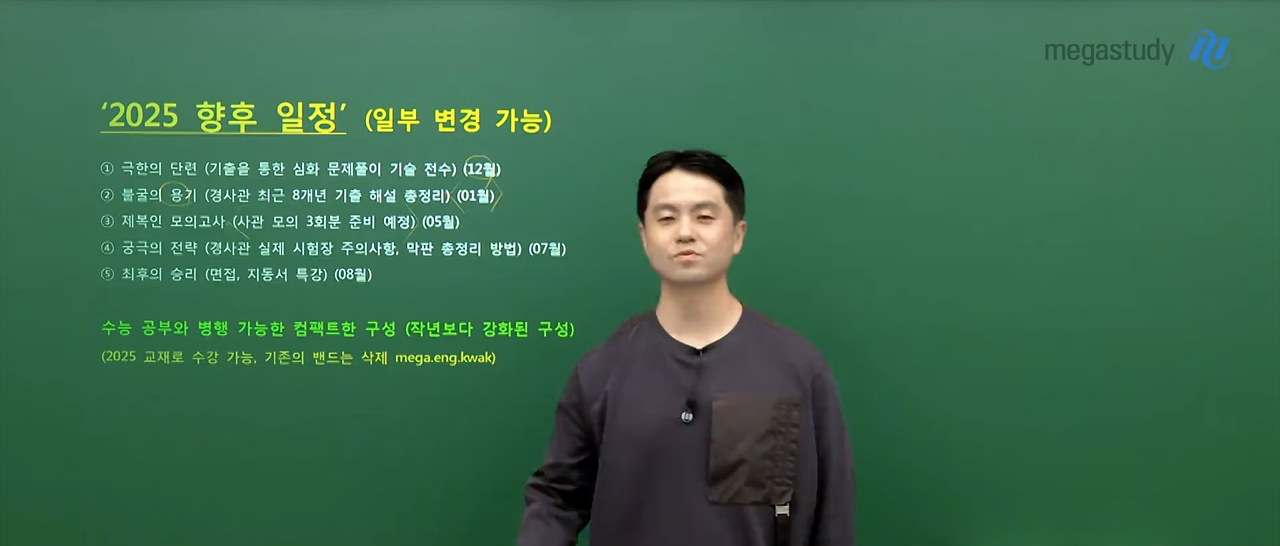 megastudy
‘2025 향후 일정’ (일부 변경 가능)
① 극한의 단련 (기출을 통한 심화 문제풀이 기술 전수) (12월)
② 불굴의 용기 (경사관 최근 8개년 기출 해설 총정리) (01월)
③ 제복인 모의고사 (사관 모의 3회분 준비 예정) (05월)
④ 궁극의 전략 (경사관 실제 시험장 주의사항, 막판 총정리 방법) (07월)
⑤ 최후의 승리 (면접, 지동서 특강) (08월)
수능 공부와 병행 가능한 컴팩트한 구성 (작년보다 강화된 구성)
(2025 교재로 수강 가능, 기존의 밴드는 삭제 mega.eng.kwak)